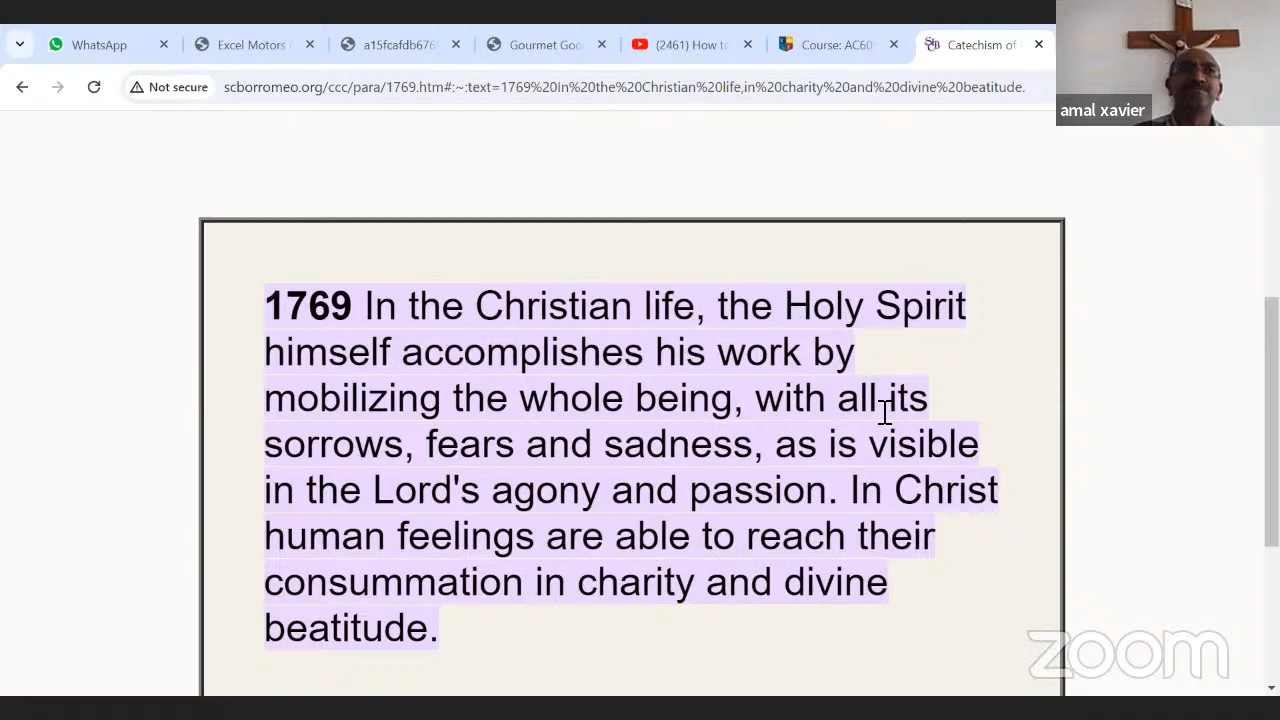 WhatsApp
Excel Motors
a15fcafdb676
Gourmet Goo
(2461) How to
Course: AC60
Catechism of
Not secure
scborromeo.org/ccc/para/1769.htm#:~:text=1769%20In%20the%20Christian%20life,in%20charity%20and%20divine%20beatitude.
amal xavier
1769 In the Christian life, the Holy Spirit
himself accomplishes his work by
mobilizing the whole being, with all its
sorrows, fears and sadness, as is visible
in the Lord's agony and passion. In Christ
human feelings are able to reach their
consummation in charity and divine
beatitude.
zoom